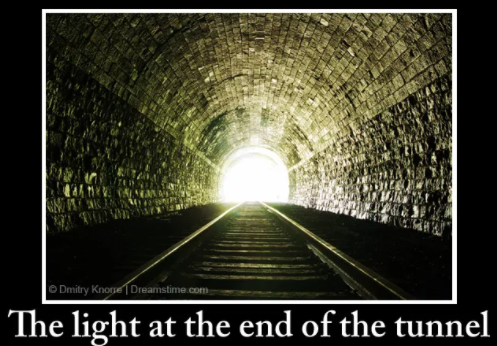 © Dmitry Knorre | Dreamstime.com
The light at the end of the tunnel